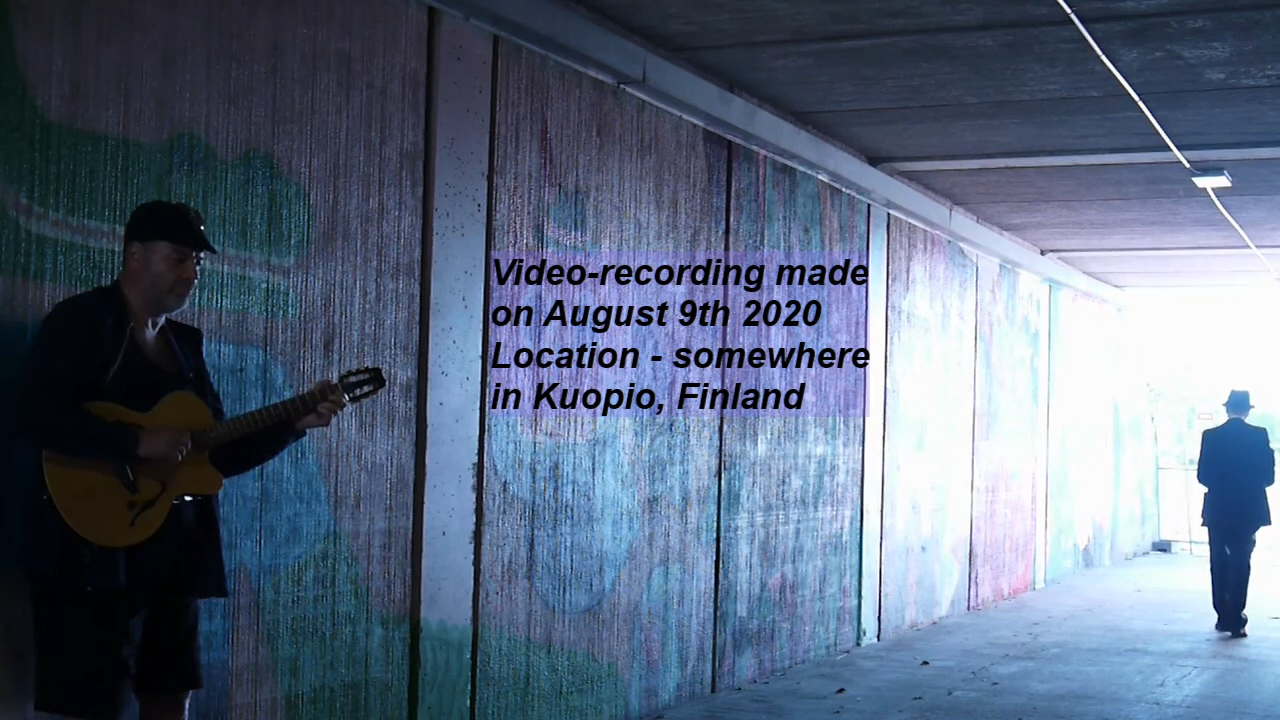 Video-recording made
on August 9th 2020
Location - somewhere
in Kuopio, Finland